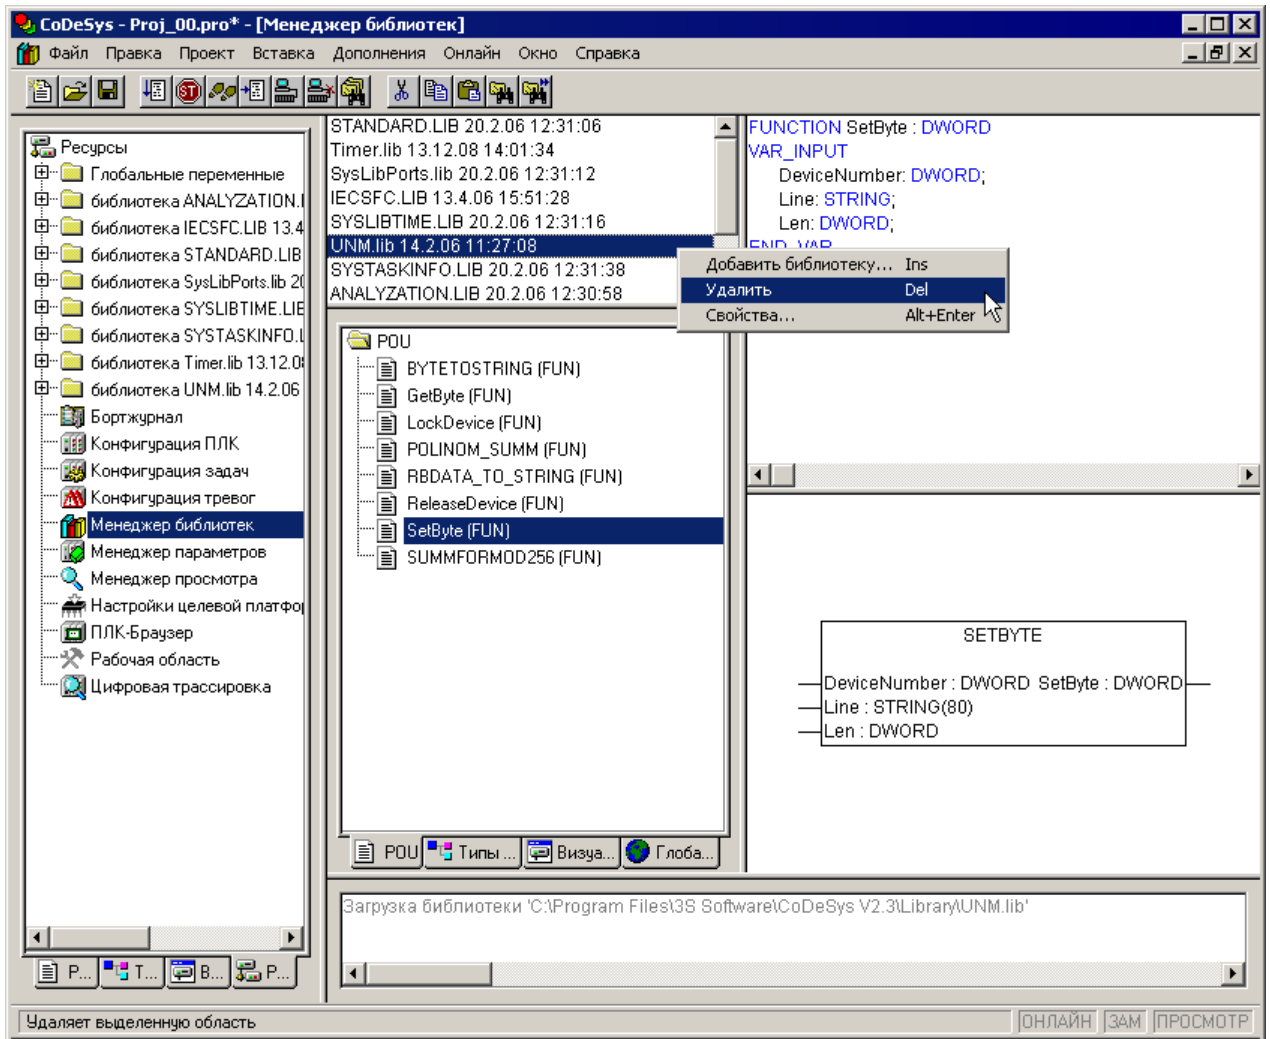 CoDeSys - Proj_00.pro* - [Менеджер библиотек]
Файл Правка Проект Вставка Дополнения Онлайн Окно Справка
Ресурсы
Глобальные переменные
библиотека ANALYZATION.
библиотека IECSFC.LIB 13.4
библиотека STANDARD.LIB
библиотека SysLibPorts.lib 20
библиотека SYSLIBTIME.LIB
библиотека SYSTASKINFO.L
библиотека Timer.lib 13.12.0
библиотека UNM.lib 14.2.06
Бортжурнал
Конфигурация ПЛК
Конфигурация задач
Конфигурация тревог
Менеджер библиотек
Менеджер параметров
Менеджер просмотра
Настройки целевой платфор
ПЛК-Браузер
Рабочая область
Цифровая трассировка
Р... Т... В... Р...
STANDARD.LIB 20.2.06 12:31:06
Timer.lib 13.12.08 14:01:34
SysLibPorts.lib 20.2.06 12:31:12
IECSFC.LIB 13.4.06 15:51:28
SYSLIBTIME.LIB 20.2.06 12:31:16
UNM.lib 14.2.06 11:27:08
SYSTASKINFO.LIB 20.2.06 12:31:38
ANALYZATION.LIB 20.2.06 12:30:58
POU
BYTETOSTRING (FUN)
GetByte (FUN)
LockDevice (FUN)
POLINOM_SUMM (FUN)
RBDATA_TO_STRING (FUN)
ReleaseDevice (FUN)
SetByte (FUN)
SUMMFORMOD256 (FUN)
POU Типы ... Визуа... Глоба...
FUNCTION SetByte : DWORD
VAR_INPUT
DeviceNumber: DWORD;
Line: STRING;
Len: DWORD;
END_VAR
Добавить библиотеку... Ins
Удалить Del
Свойства... Alt+Enter
SETBYTE
DeviceNumber : DWORD SetByte : DWORD
Line : STRING(80)
Len : DWORD
Загрузка библиотеки 'C:\Program Files\3S Software\CoDeSys V2.3\Library\UNM.lib'
Удаляет выделенную область
ОНЛАЙН ЗАМ ПРОСМОТР